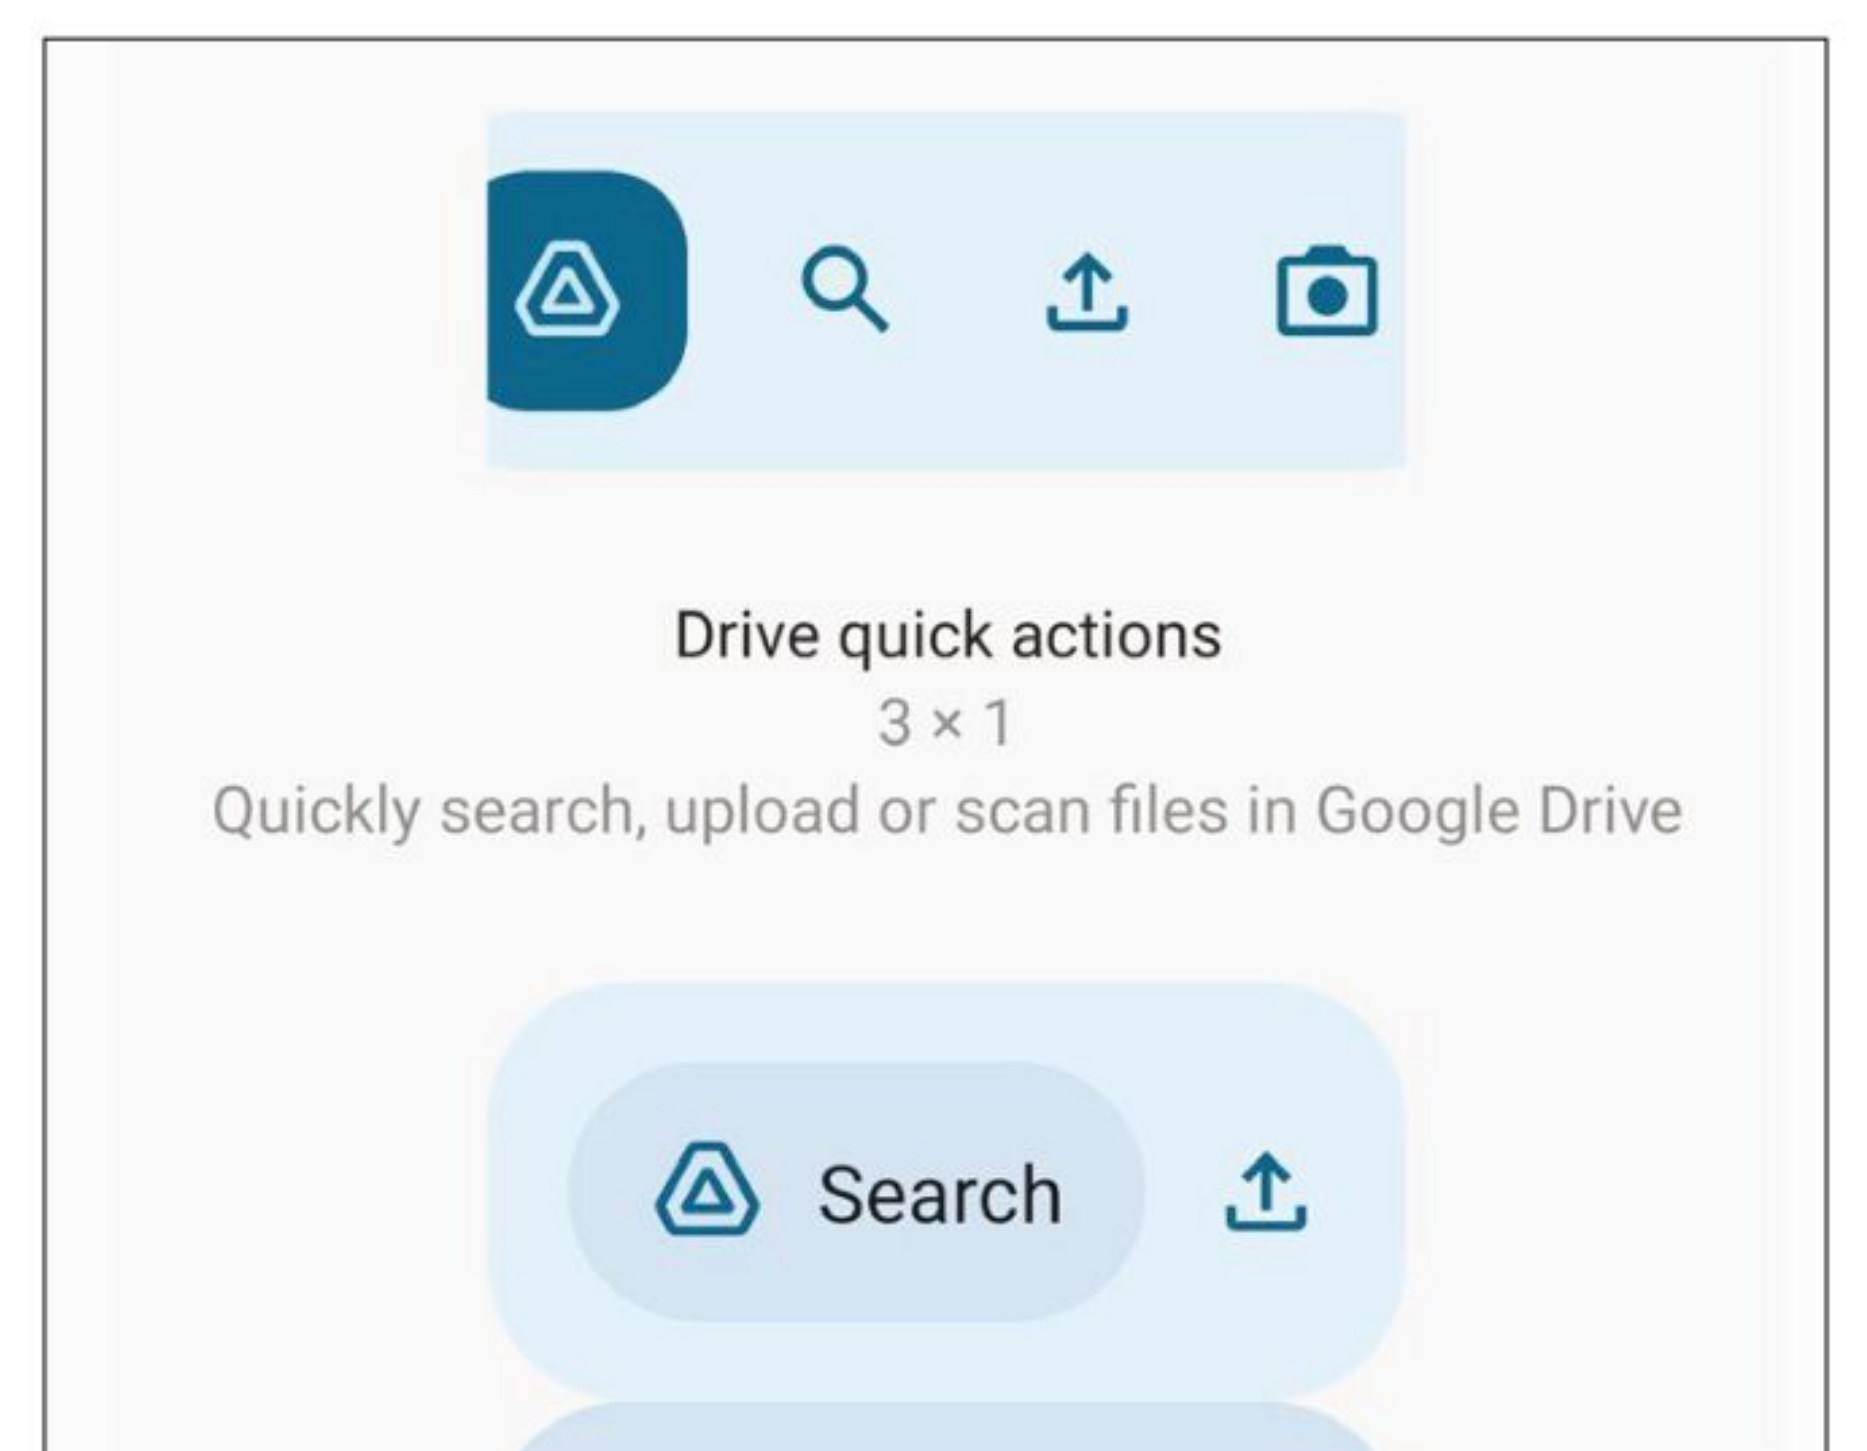 Drive quick actions
3 × 1
Quickly search, upload or scan files in Google Drive
Search